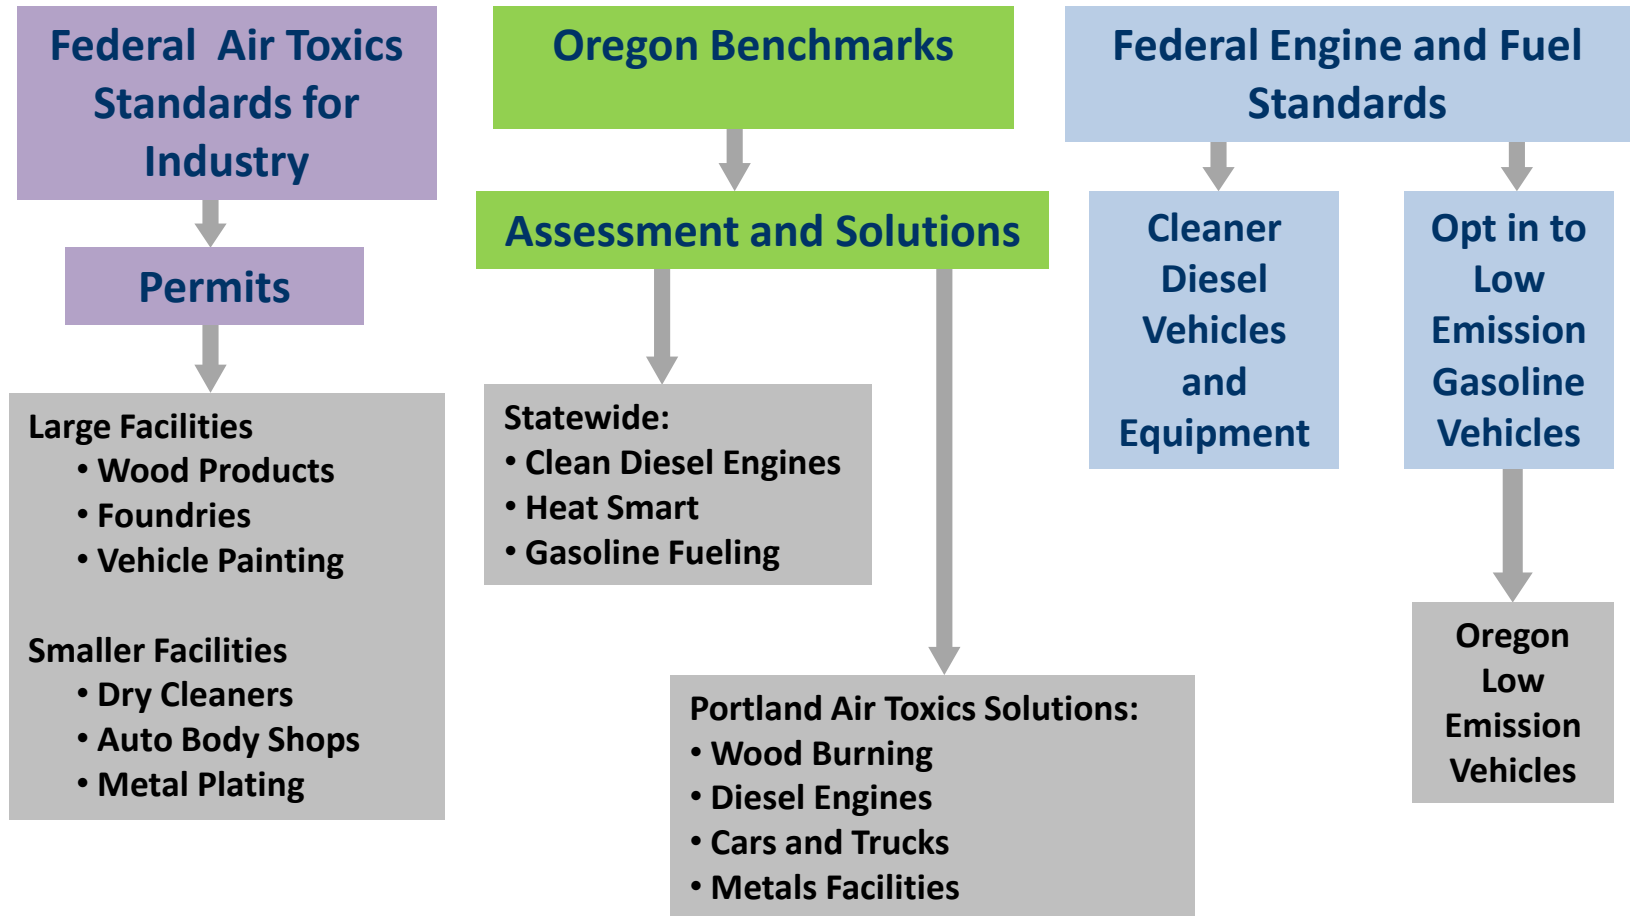 Federal Air Toxics
Standards for
Industry
Permits
Large Facilities
• Wood Products
• Foundries
• Vehicle Painting
Smaller Facilities
• Dry Cleaners
• Auto Body Shops
• Metal Plating
Oregon Benchmarks
Assessment and Solutions
Statewide:
• Clean Diesel Engines
• Heat Smart
• Gasoline Fueling
Portland Air Toxics Solutions:
• Wood Burning
• Diesel Engines
• Cars and Trucks
• Metals Facilities
Federal Engine and Fuel
Standards
Cleaner
Diesel
Vehicles
and
Equipment
Opt in to
Low
Emission
Gasoline
Vehicles
Oregon
Low
Emission
Vehicles